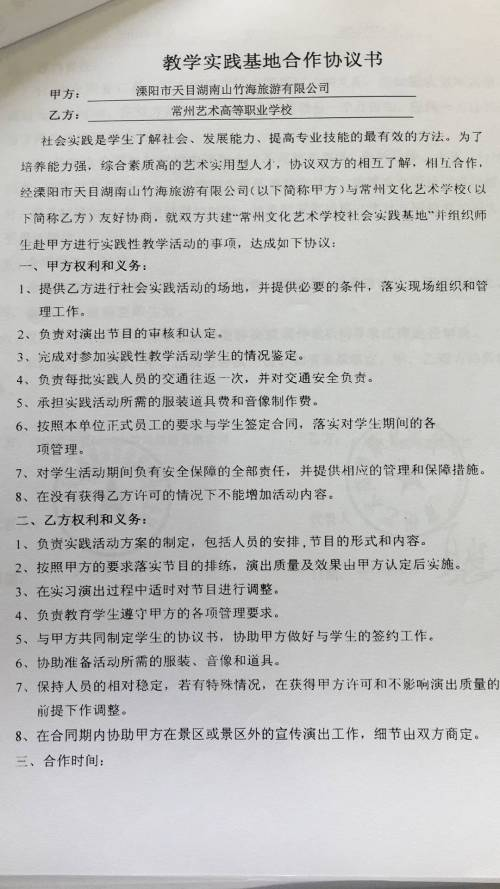 教学实践基地合作协议书
甲方：溧阳市天目湖南山竹海旅游有限公司
乙方：常州艺术高等职业学校
社会实践是学生了解社会、发展能力、提高专业技能的最有效的方法。为了
培养能力强，综合素质高的艺术实用型人才，协议双方的相互了解，相互合作，
经溧阳市天目湖南山竹海旅游有限公司(以下简称甲方)与常州文化艺术学校(以
下简称乙方）友好协商，就双方共建“常州文化艺术学校社会实践基地”并组织师
生赴甲方进行实践性教学活动的事项，达成如下协议：
一、甲方权利和义务：
1、提供乙方进行社会实践活动的场地，并提供必要的条件，落实现场组织和管
理工作。
2、负责对演出节目的审核和认定。
3、完成对参加实践性教学活动学生的情况鉴定。
4、负责每批实践人员的交通往返一次，并对交通安全负责。
5、承担实践活动所需的服装道具费和音像制作费。
6、按照本单位正式员工的要求与学生签定合同，落实对学生期间的各
项管理。
7、对学生活动期间负有安全保障的全部责任，并提供相应的管理和保障措施。
8、在没有获得乙方许可的情况下不能增加活动内容。
二、乙方权利和义务：
1、负责实践活动方案的制定，包括人员的安排,节目的形式和内容。
2、按照甲方的要求落实节目的排练，演出质量及效果由甲方认定后实施。
3、在实习演出过程中适时对节目进行调整。
4、负责教育学生遵守甲方的各项管理要求。
5、与甲方共同制定学生的协议书，协助甲方做好与学生的签约工作。
6、协助准备活动所需的服装、音像和道具。
7、保持人员的相对稳定，若有特殊情况，在获得甲方许可和不影响演出质量的
前提下作调整。
8、在合同期内协助甲方在景区或景区外的宣传演出工作，细节由双方商定。
三、合作时间：